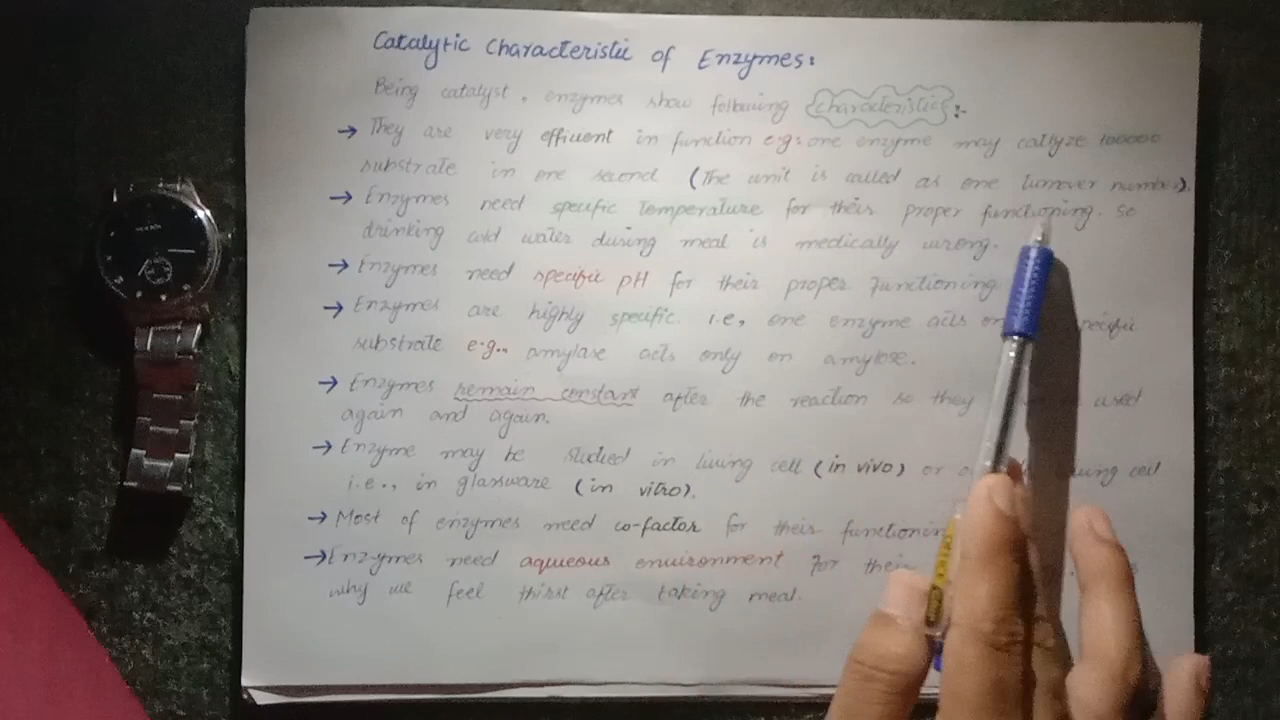 Catalytic Characteristic of Enzymes:
Being catalyst, enzymes show following characteristics:-
→ They are very efficient in function e.g: one enzyme may catlyze 100000
substrate in one second (The unit is called as one turnover number).
→ Enzymes need specific Temperature for their proper functioning. so
drinking cold water during meal is medically wrong.
→ Enzymes need specific pH for their proper functioning
→ Enzymes are highly specific. i.e, one enzyme acts on specific
substrate e.g., amylase acts only on amylose.
→ Enzymes remain constant after the reaction so they used
again and again.
→ Enzyme may be studied in living cell (in vivo) or cell
i.e., in glassware (in vitro).
→ Most of enzymes need co-factor for their functioning
→ Enzymes need aqueous environment for their
why we feel thirst after taking meal.